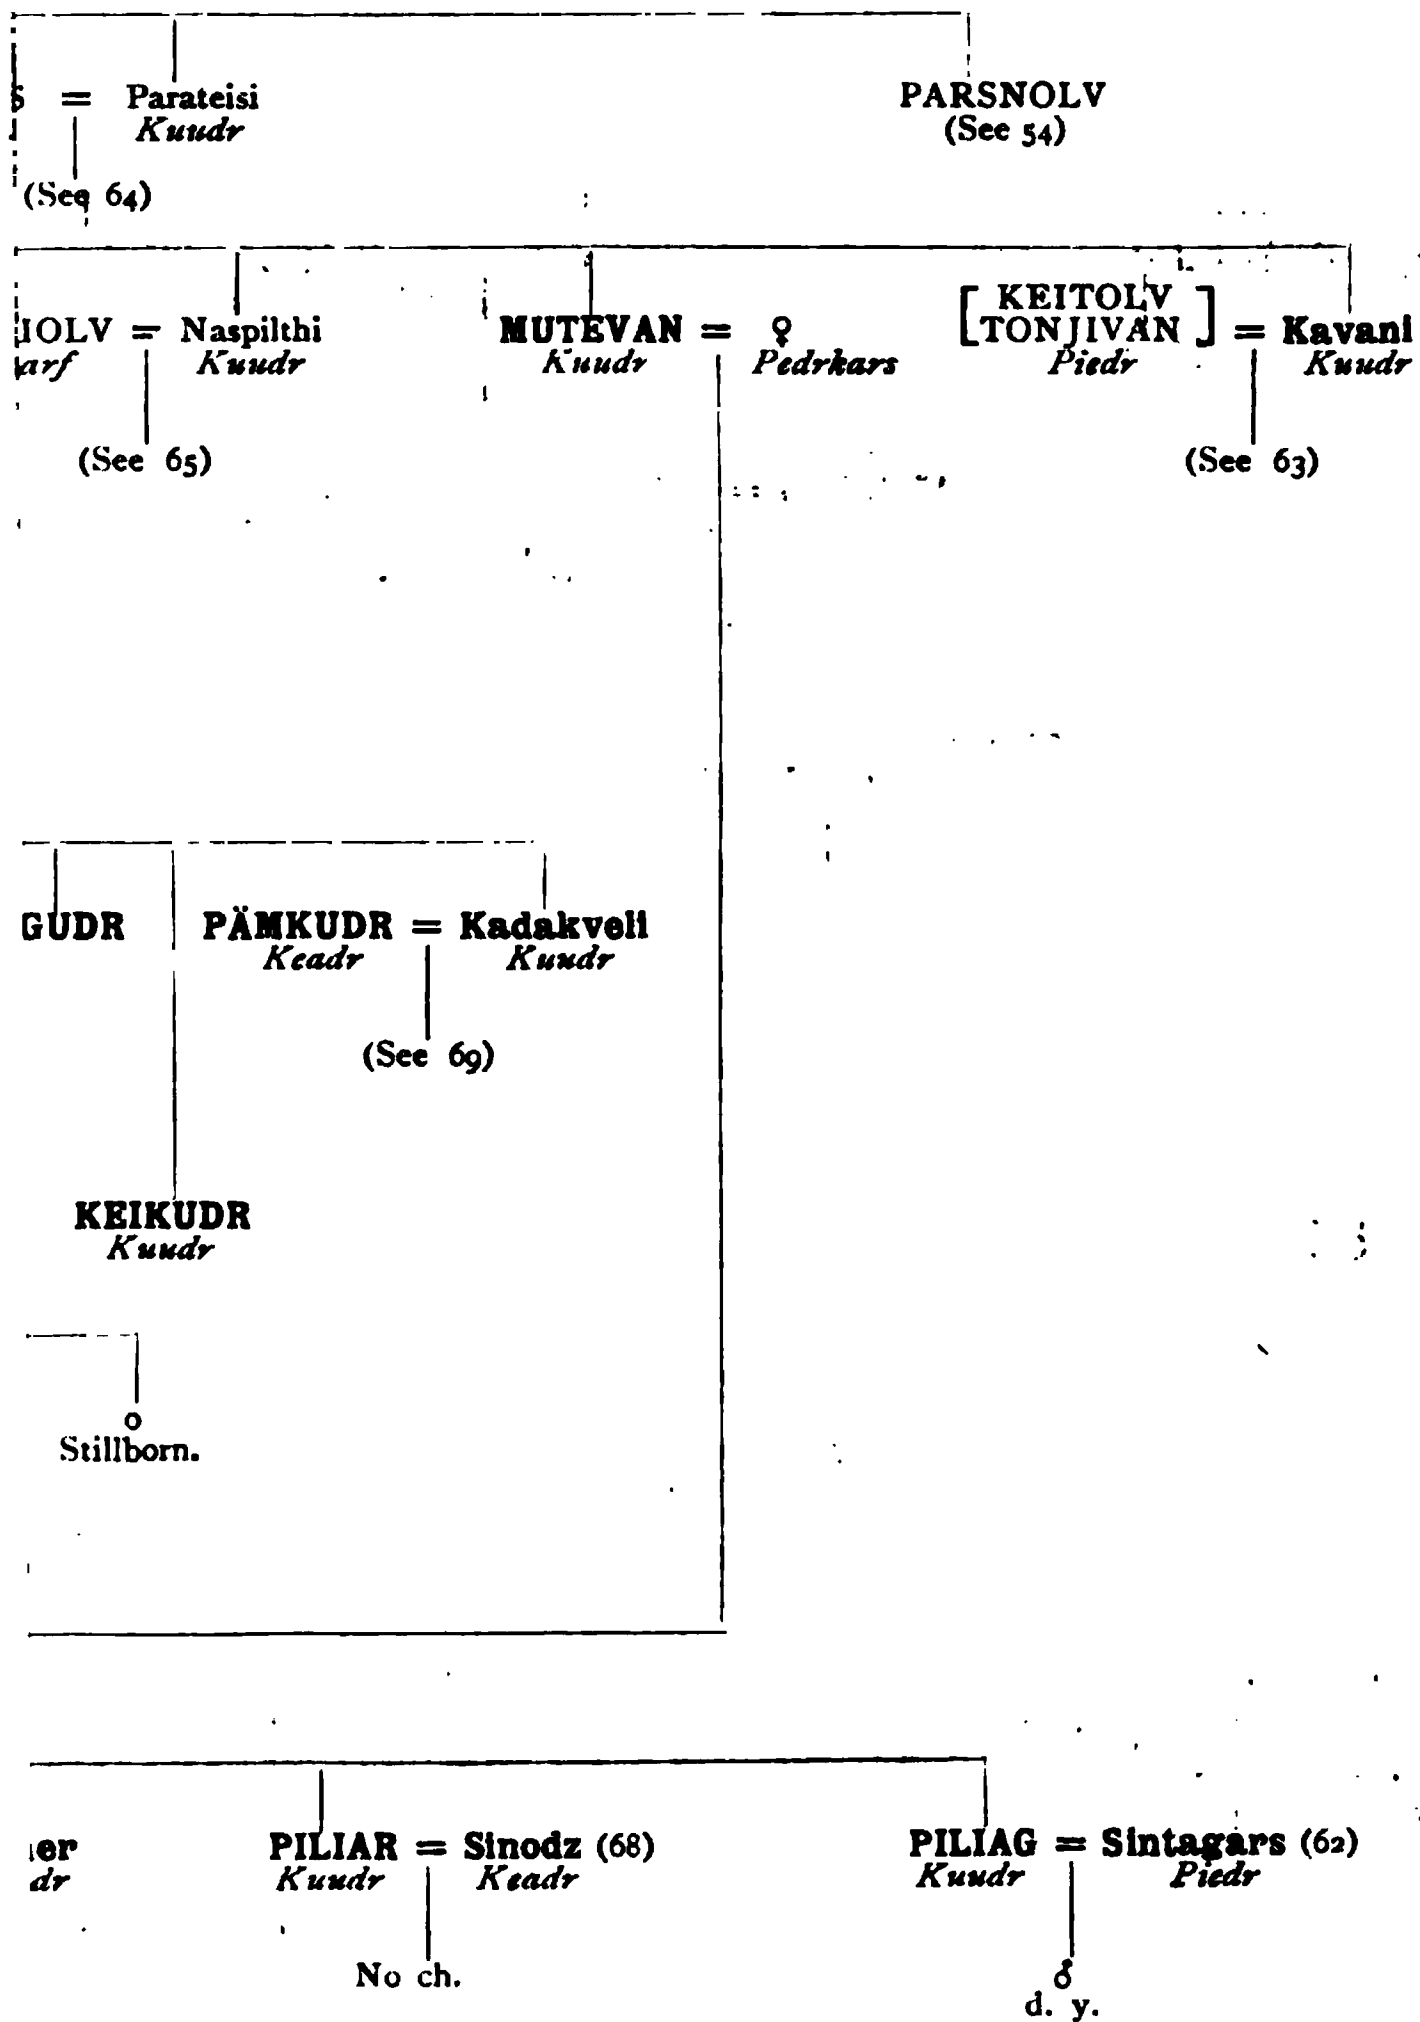 = Parateisi
Kuudr
PARSNOLV
(See 54)
(See 64)
IOLV = Naspilthi
Kuudr
(See 65)
MUTEVAN = ♀
Kuudr Pedrkars
[KEITOLV
TONJIVAN] = Kavani
Piedr Kuudr
(See 63)
GUDR
PÄMKUDR = Kadakveli
Keadr Kuudr
(See 69)
KEIKUDR
Kuudr
o
Stillborn.
er
dr
PILIAR = Sinodz (68)
Kuudr Keadr
No ch.
PILIAG = Sintagars (62)
Kuudr Piedr
♂
d. y.